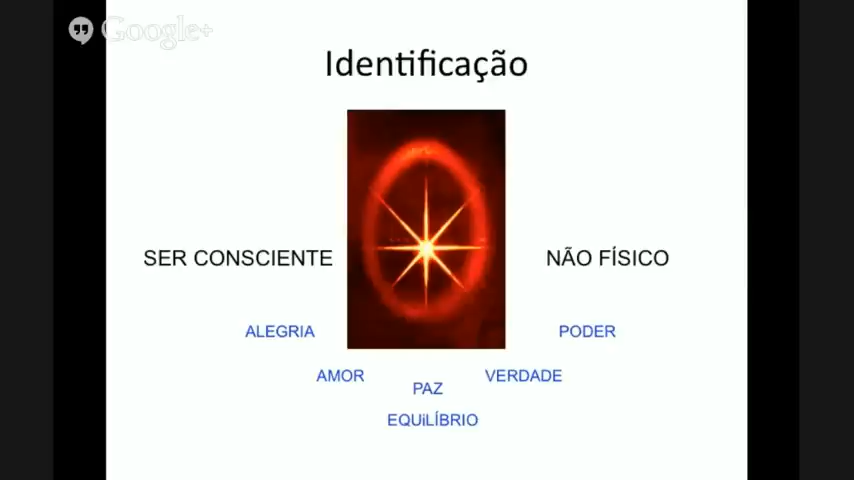 Google+
Identificação
SER CONSCIENTE
NÃO FÍSICO
ALEGRIA
PODER
AMOR
VERDADE
PAZ
EQUiLÍBRIO